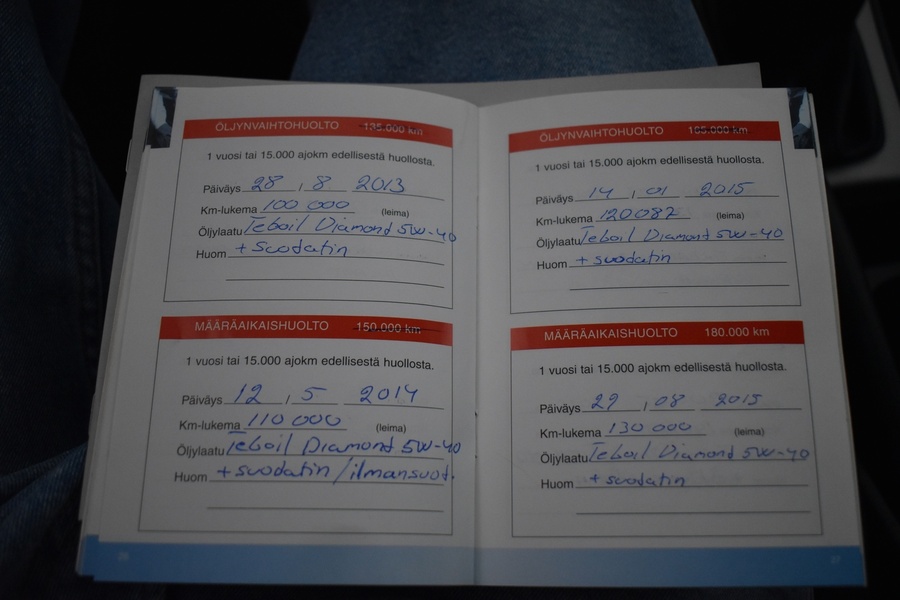 ÖLJYNVAIHTOHUOLTO 135.000 km
1 vuosi tai 15.000 ajokm edellisestä huollosta.
Päiväys 28 , 8 2013
Km-lukema 100 000 (leima)
Öljylaatu Teboil Diamond 5W-40
Huom + suodatin
MÄÄRÄAIKAISHUOLTO 150.000 km
1 vuosi tai 15.000 ajokm edellisestä huollosta.
Päiväys 12 , 5 2014
Km-lukema 110 000 (leima)
Öljylaatu Teboil Diamond 5W-40
Huom +suodatin /ilmansuod.
ÖLJYNVAIHTOHUOLTO 165.000 km
1 vuosi tai 15.000 ajokm edellisestä huollosta.
Päiväys 14 , 01 2015
Km-lukema 120087 (leima)
Öljylaatu Teboil Diamond 5W-40
Huom + suodatin
MÄÄRÄAIKAISHUOLTO 180.000 km
1 vuosi tai 15.000 ajokm edellisestä huollosta.
Päiväys 29 , 08 2015
Km-lukema 130 000 (leima)
Öljylaatu Teboil Diamond 5W-40
Huom + suodatin